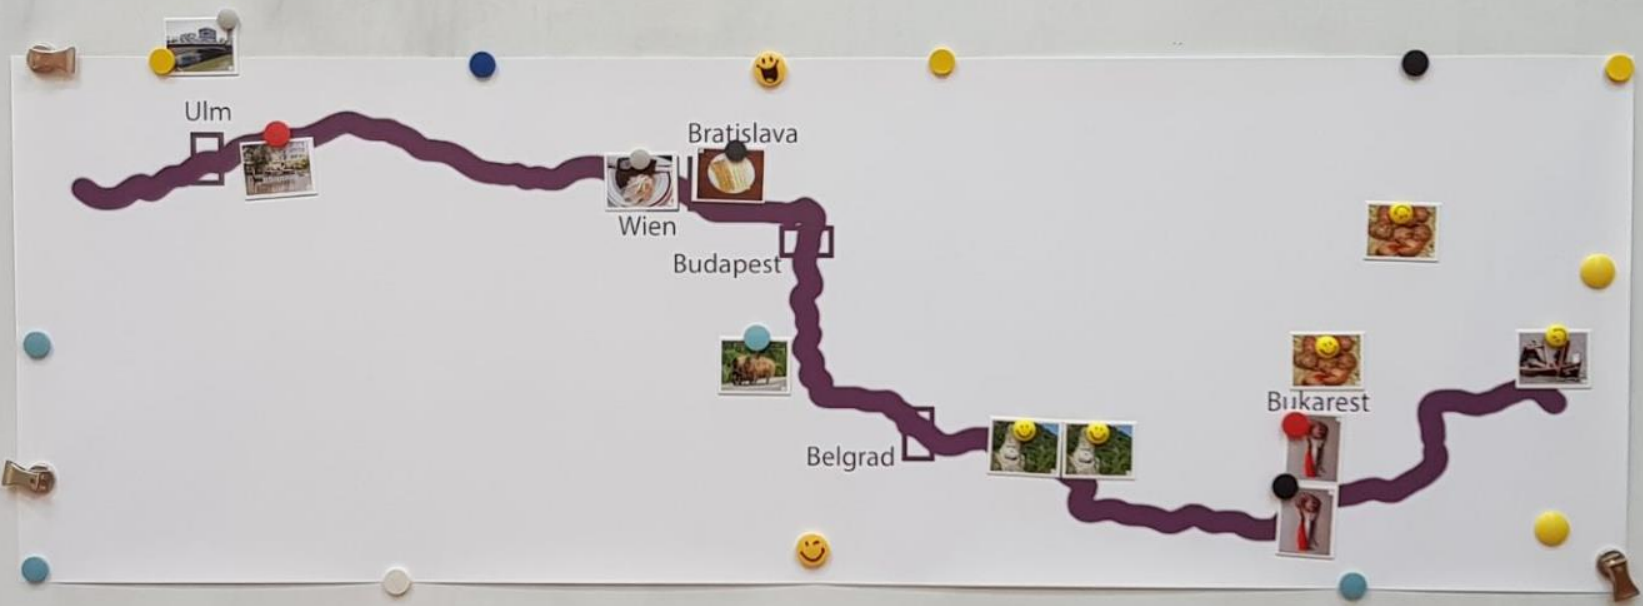 Ulm
Bratislava
Wien
Budapest
Belgrad
Bukarest